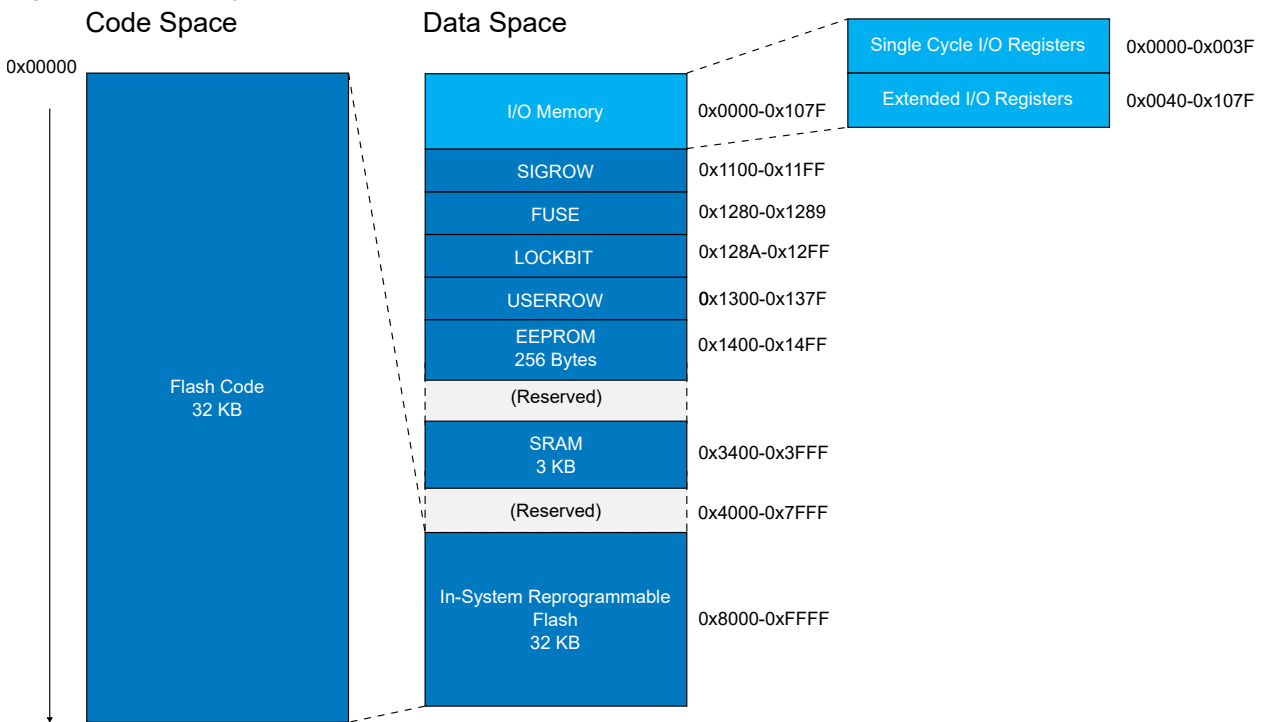 Code Space
Data Space
0x00000
Flash Code
32 KB
I/O Memory
0x0000-0x107F
Single Cycle I/O Registers
0x0000-0x003F
Extended I/O Registers
0x0040-0x107F
SIGROW
0x1100-0x11FF
FUSE
0x1280-0x1289
LOCKBIT
0x128A-0x12FF
USERROW
0x1300-0x137F
EEPROM
256 Bytes
0x1400-0x14FF
(Reserved)
SRAM
3 KB
0x3400-0x3FFF
(Reserved)
0x4000-0x7FFF
In-System Reprogrammable
Flash
32 KB
0x8000-0xFFFF